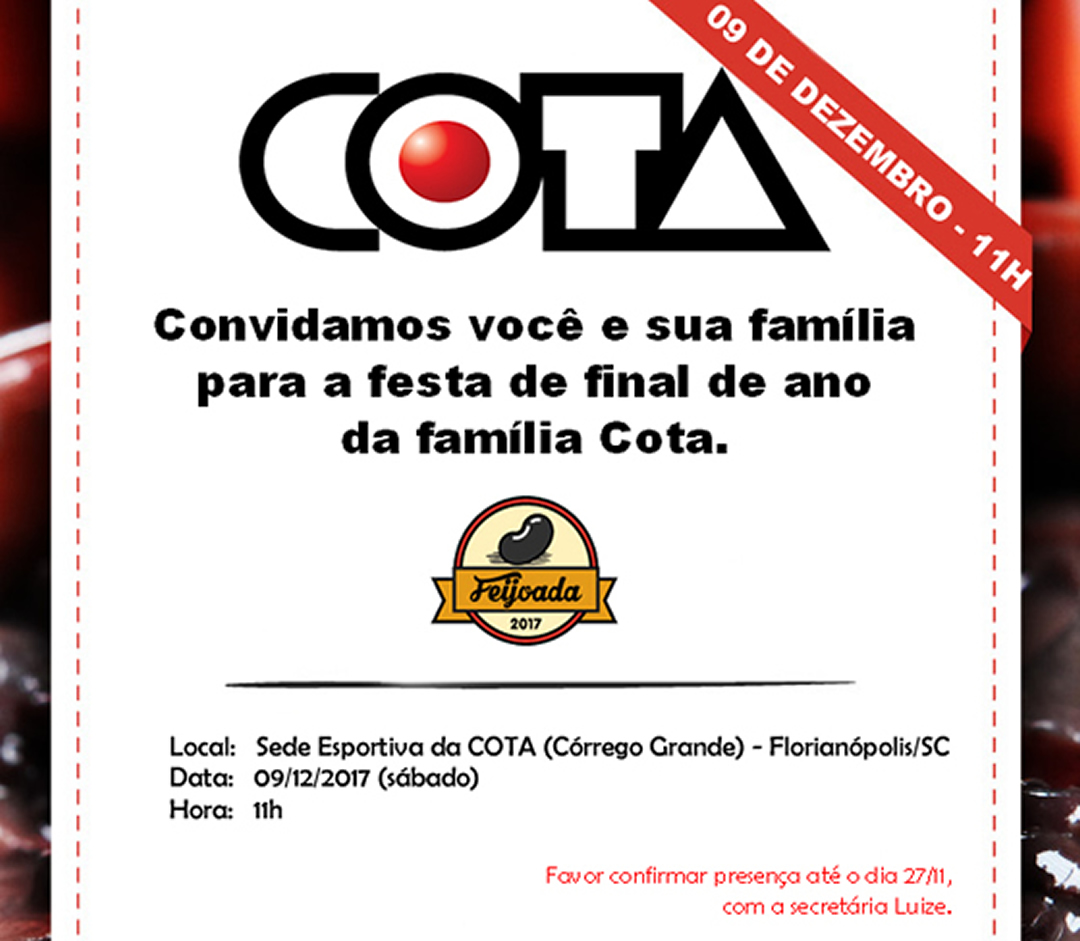 09 DE DEZEMBRO - 11H
COTA
Convidamos você e sua família
para a festa de final de ano
da família Cota.
Feijoada
2017
Local: Sede Esportiva da COTA (Córrego Grande) - Florianópolis/SC
Data: 09/12/2017 (sábado)
Hora: 11h
Favor confirmar presença até o dia 27/11,
com a secretária Luize.